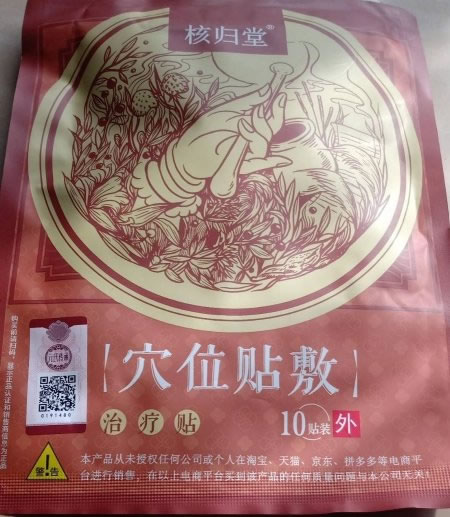 核归堂®
【穴位贴敷】
治疗贴
10贴装 外
0191480
警告
本产品从未授权任何公司或个人在淘宝、天猫、京东、拼多多等电商平
台进行销售，在以上电商平台买到该产品的任何质量问题与本公司无关！